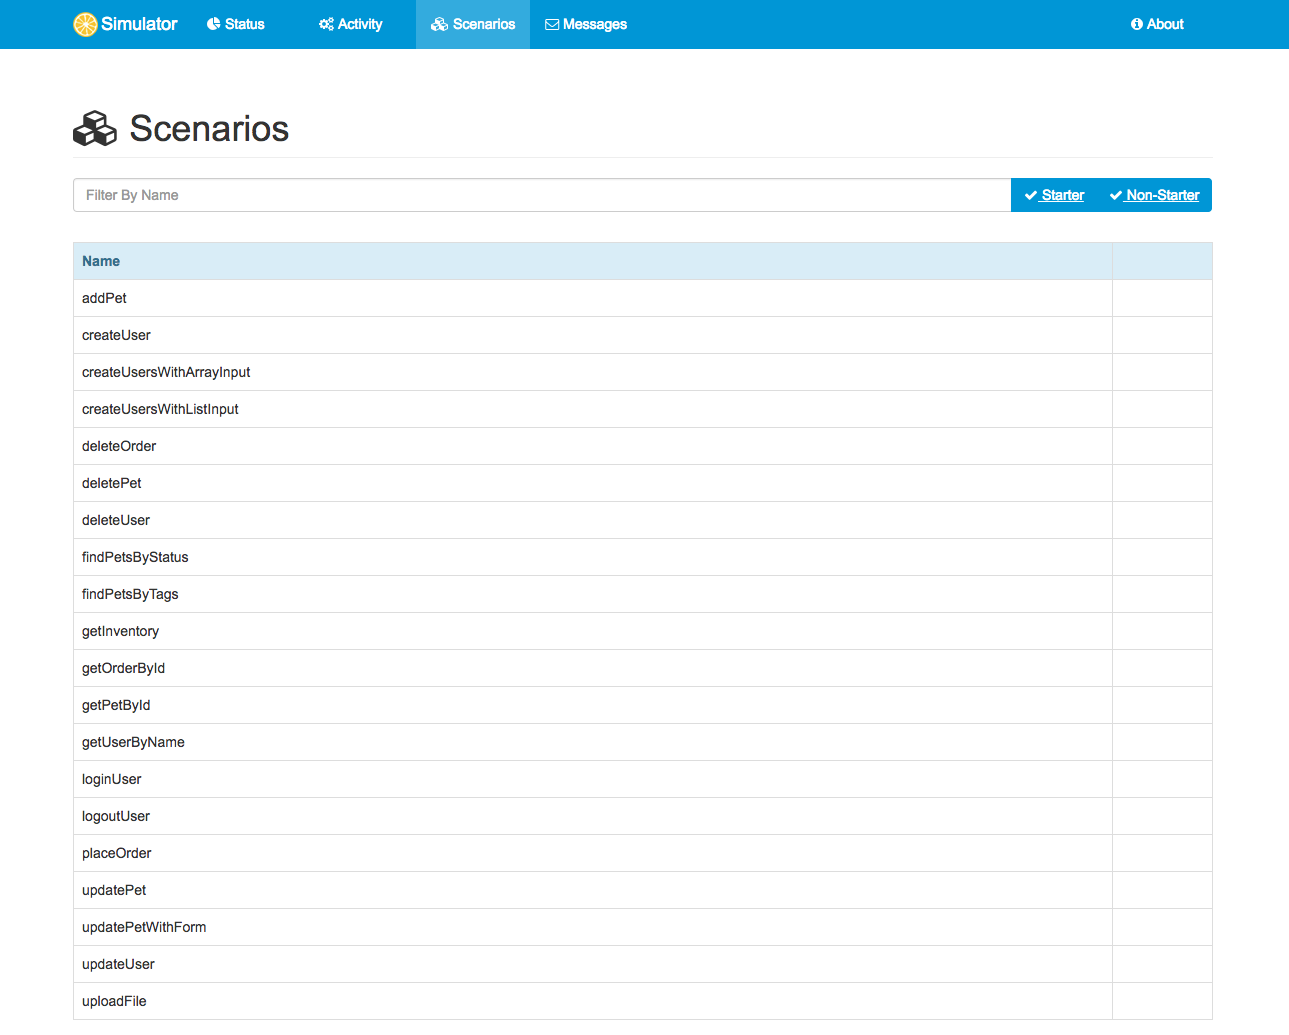 Simulator Status Activity Scenarios Messages About
Scenarios
Filter By Name Starter Non-Starter
Name
addPet
createUser
createUsersWithArrayInput
createUsersWithListInput
deleteOrder
deletePet
deleteUser
findPetsByStatus
findPetsByTags
getInventory
getOrderById
getPetById
getUserByName
loginUser
logoutUser
placeOrder
updatePet
updatePetWithForm
updateUser
uploadFile